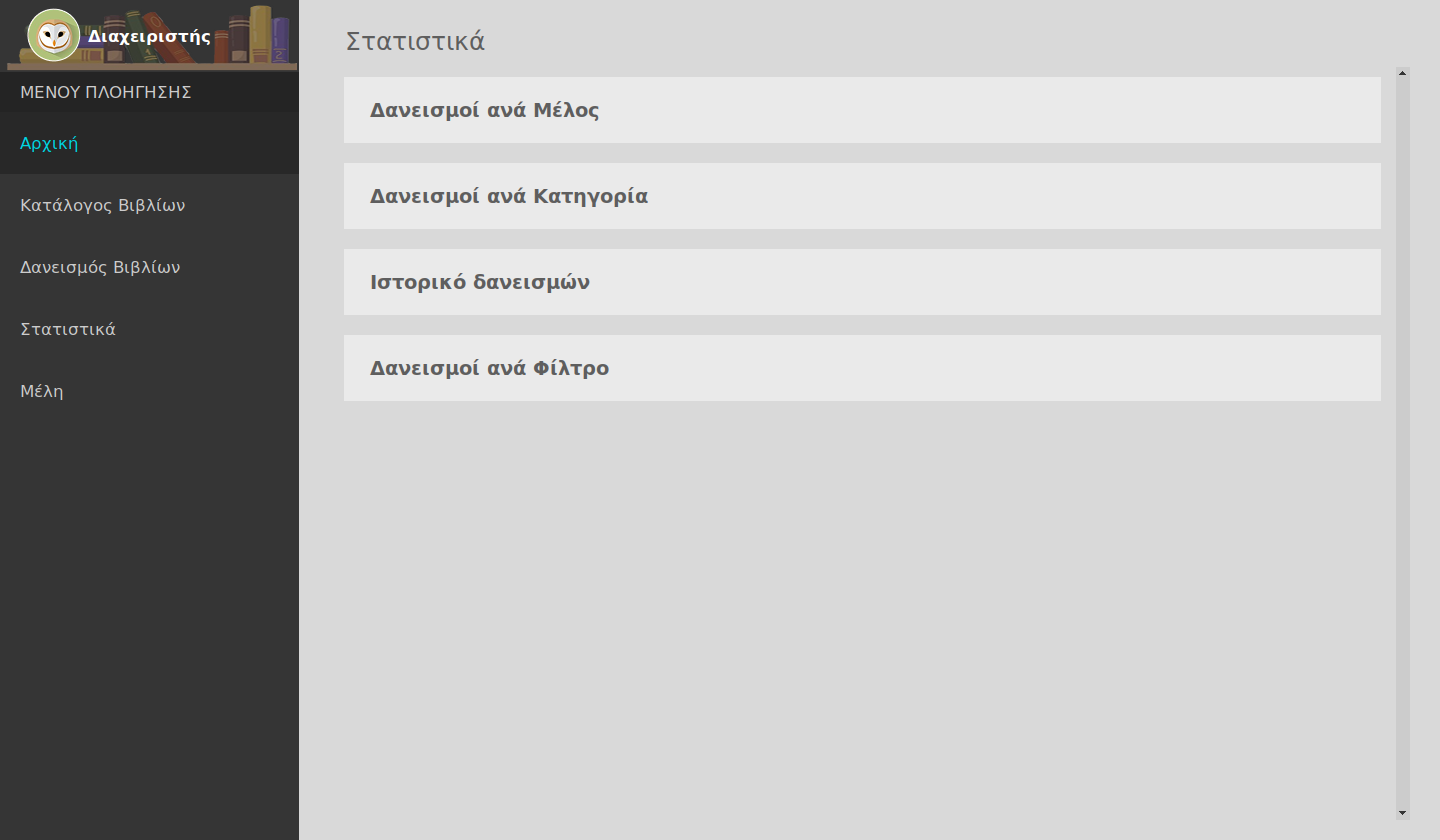 Διαχειριστής
ΜΕΝΟΥ ΠΛΟΗΓΗΣΗΣ
Αρχική
Κατάλογος Βιβλίων
Δανεισμός Βιβλίων
Στατιστικά
Μέλη
Στατιστικά
Δανεισμοί ανά Μέλος
Δανεισμοί ανά Κατηγορία
Ιστορικό δανεισμών
Δανεισμοί ανά Φίλτρο